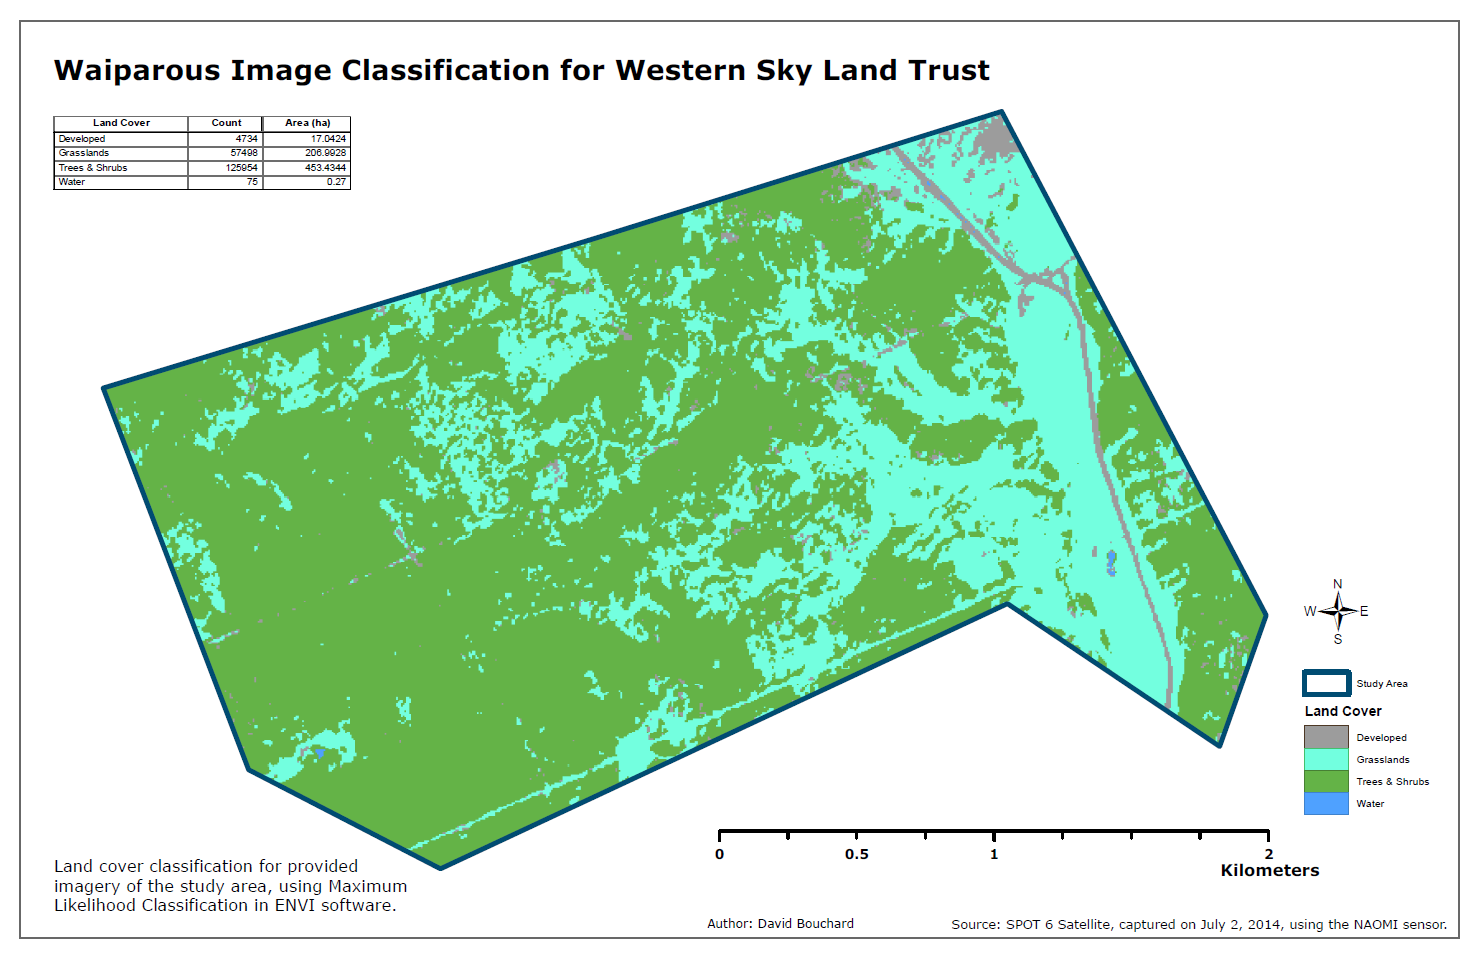 Waiparous Image Classification for Western Sky Land Trust
Land Cover Count Area (ha)
Developed 4734 17.0424
Grasslands 57498 206.9928
Trees & Shrubs 125954 453.4344
Water 75 0.27
N
W E
S
Study Area
Land Cover
Developed
Grasslands
Trees & Shrubs
Water
0 0.5 1 2
Kilometers
Land cover classification for provided
imagery of the study area, using Maximum
Likelihood Classification in ENVI software.
Author: David Bouchard
Source: SPOT 6 Satellite, captured on July 2, 2014, using the NAOMI sensor.